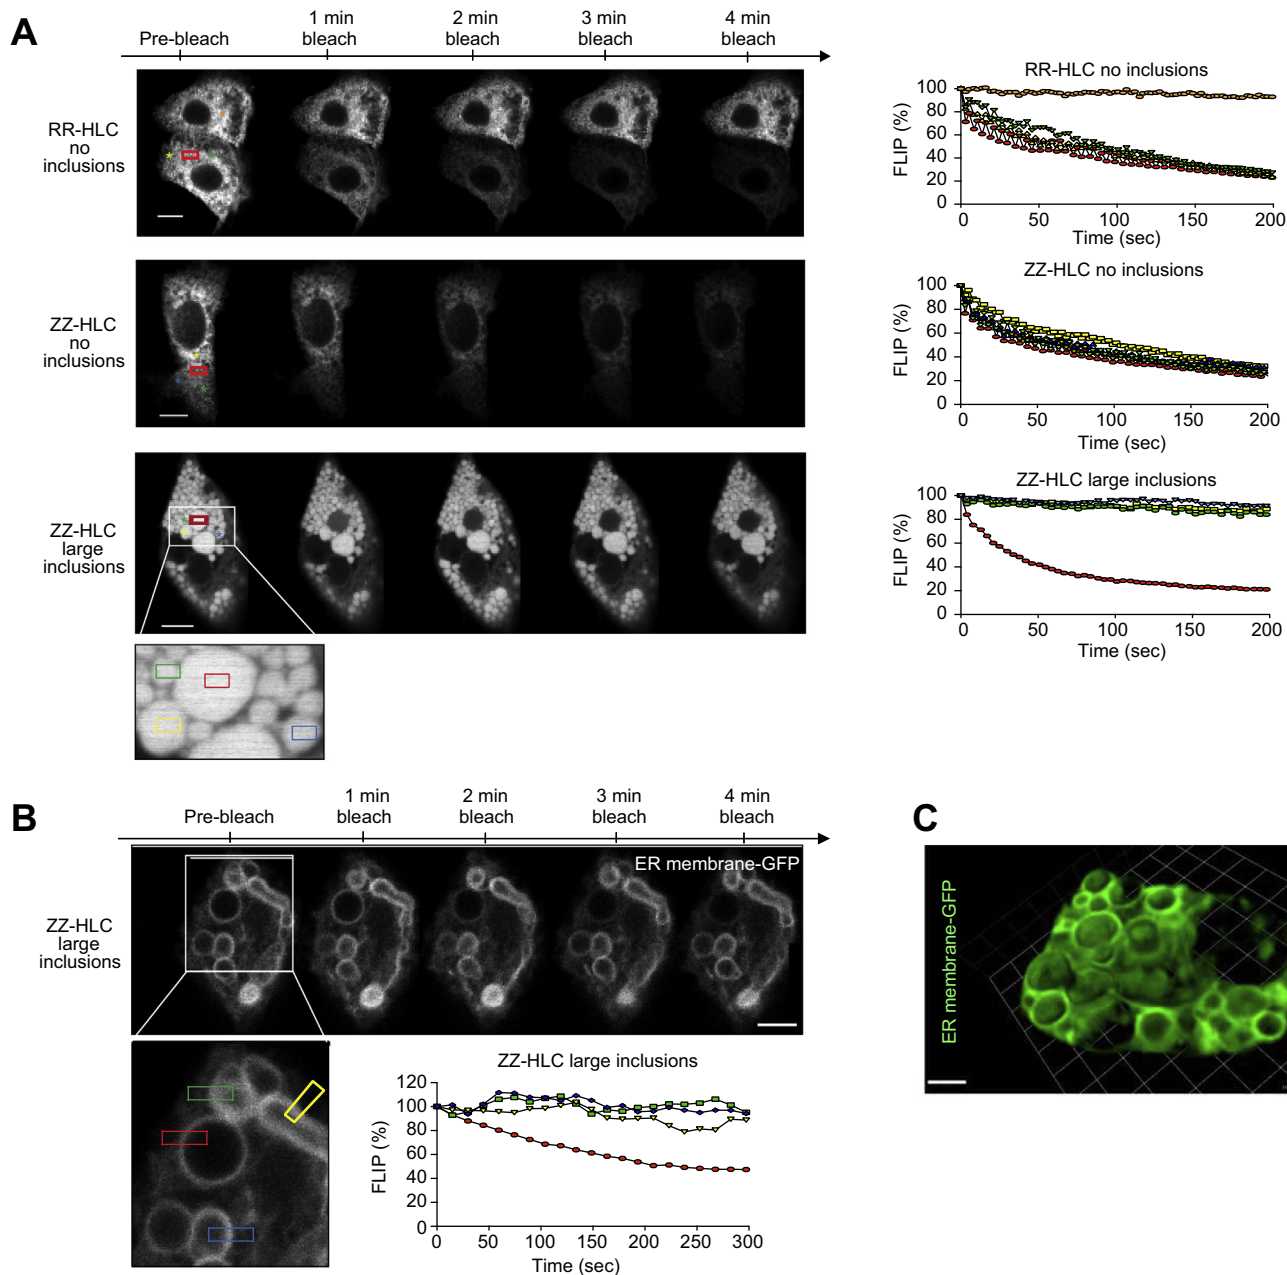 A
Pre-bleach
1 min
bleach
2 min
bleach
3 min
bleach
4 min
bleach
RR-HLC
no
inclusions
RR-HLC no inclusions
FLIP (%)
100
80
60
40
20
0
0 50 100 150 200
Time (sec)
ZZ-HLC
no
inclusions
ZZ-HLC no inclusions
FLIP (%)
100
80
60
40
20
0
0 50 100 150 200
Time (sec)
ZZ-HLC
large
inclusions
ZZ-HLC large inclusions
FLIP (%)
100
80
60
40
20
0
0 50 100 150 200
Time (sec)
B
Pre-bleach
1 min
bleach
2 min
bleach
3 min
bleach
4 min
bleach
ER membrane-GFP
ZZ-HLC
large
inclusions
ZZ-HLC large inclusions
FLIP (%)
120
100
80
60
40
20
0
0 50 100 150 200 250 300
Time (sec)
C
ER membrane-GFP